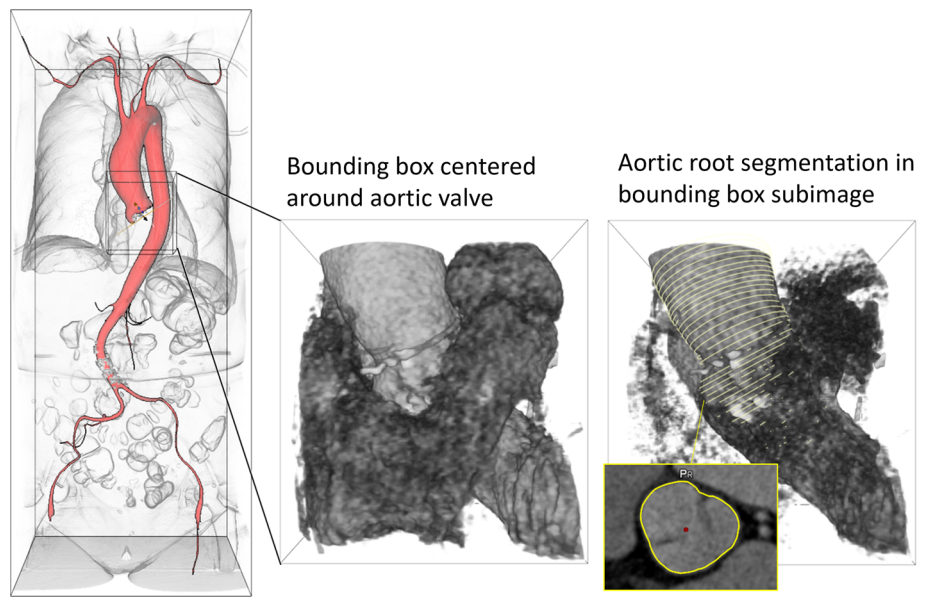 Bounding box centered
around aortic valve
Aortic root segmentation in
bounding box subimage
PR